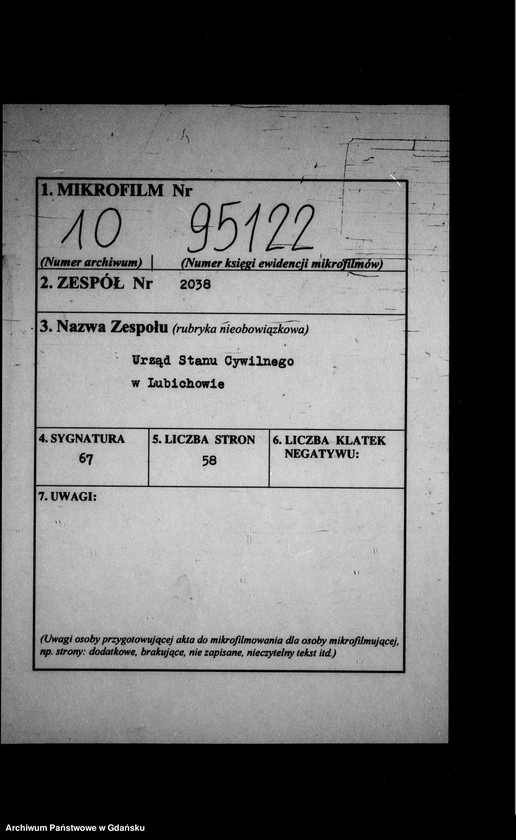 1. MIKROFILM Nr
10 95122
(Numer archiwum) (Numer księgi ewidencji mikrofilmów)
2. ZESPÓŁ Nr 2038
3. Nazwa Zespołu (rubryka nieobowiązkowa)
Urząd Stanu Cywilnego
w Lubichowie
4. SYGNATURA
67
5. LICZBA STRON
58
6. LICZBA KLATEK
NEGATYWU:
7. UWAGI:
(Uwagi osoby przygotowującej akta do mikrofilmowania dla osoby mikrofilmującej,
np. strony: dodatkowe, brakujące, nie zapisane, nieczytelny tekst itd.)
Archiwum Państwowe w Gdańsku